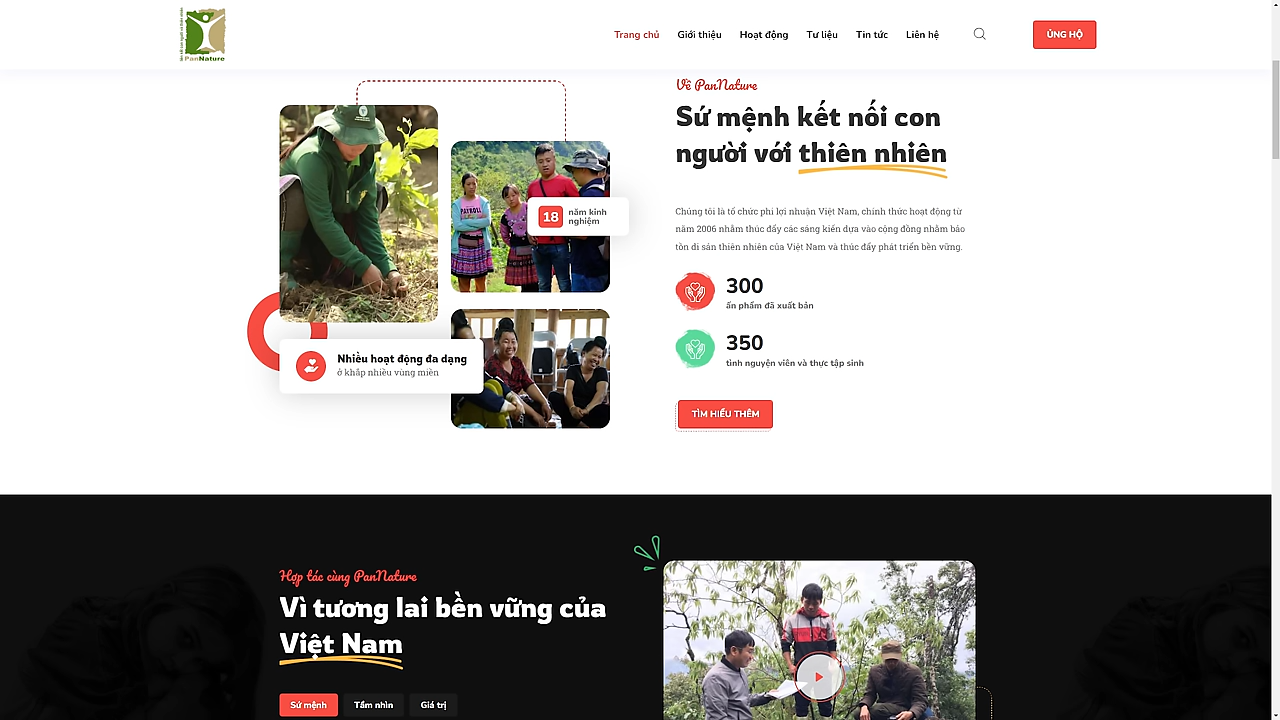 PanNature
Trang chủ
Giới thiệu
Hoạt động
Tư liệu
Tin tức
Liên hệ
ỦNG HỘ
PAYROLL
18 năm kinh
nghiệm
Nhiều hoạt động đa dạng
ở khắp nhiều vùng miền
Về PanNature
Sứ mệnh kết nối con
người với thiên nhiên
Chúng tôi là tổ chức phi lợi nhuận Việt Nam, chính thức hoạt động từ
năm 2006 nhằm thúc đẩy các sáng kiến dựa vào cộng đồng nhằm bảo
tồn di sản thiên nhiên của Việt Nam và thúc đẩy phát triển bền vững.
300
ấn phẩm đã xuất bản
350
tình nguyện viên và thực tập sinh
TÌM HIỂU THÊM
Hợp tác cùng PanNature
Vì tương lai bền vững của
Việt Nam
Sứ mệnh
Tầm nhìn
Giá trị